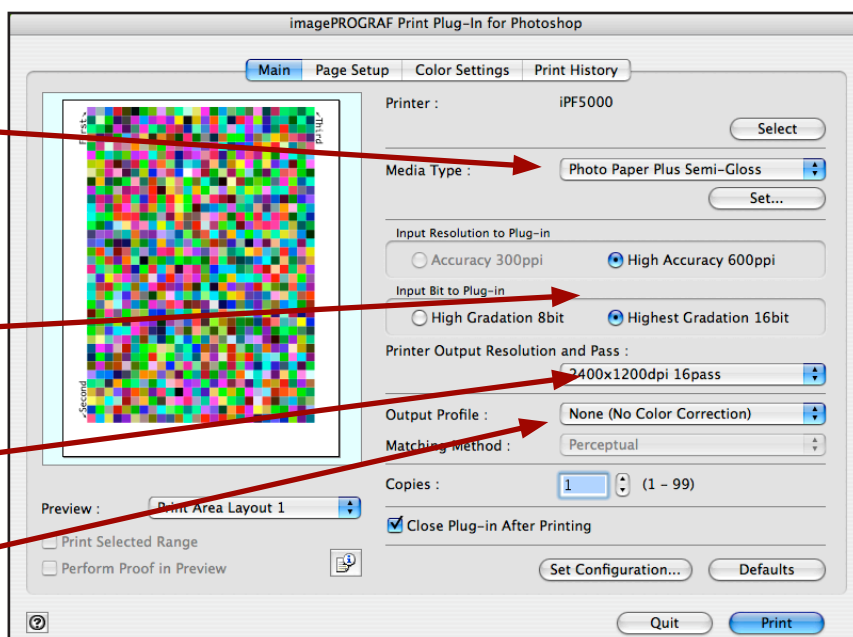 imagePROGRAF Print Plug-In for Photoshop
Main Page Setup Color Settings Print History
First
Third
Second
Printer : iPF5000
Select
Media Type : Photo Paper Plus Semi-Gloss
Set...
Input Resolution to Plug-in
Accuracy 300ppi High Accuracy 600ppi
Input Bit to Plug-in
High Gradation 8bit Highest Gradation 16bit
Printer Output Resolution and Pass :
2400x1200dpi 16pass
Output Profile : None (No Color Correction)
Matching Method : Perceptual
Copies : 1 (1 – 99)
Preview : Print Area Layout 1
Close Plug-in After Printing
Print Selected Range
Perform Proof in Preview
Set Configuration... Defaults
? Quit Print